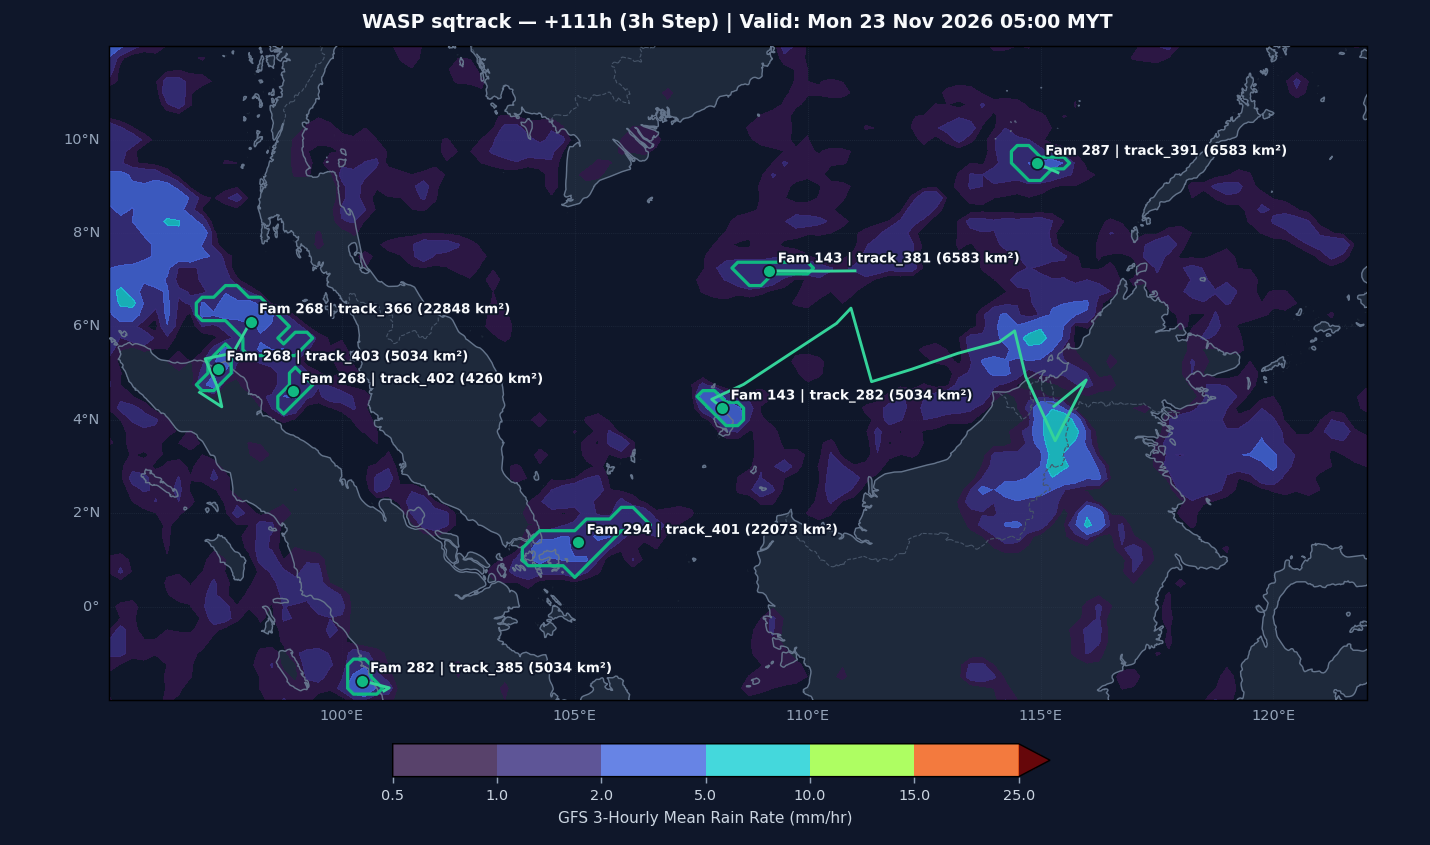 WASP sqtrack — +111h (3h Step) | Valid: Mon 23 Nov 2026 05:00 MYT
10°N
8°N
6°N
4°N
2°N
0°
Fam 287 | track_391 (6583 km²)
Fam 143 | track_381 (6583 km²)
Fam 268 | track_366 (22848 km²)
Fam 268 | track_403 (5034 km²)
Fam 268 | track_402 (4260 km²)
Fam 143 | track_282 (5034 km²)
Fam 294 | track_401 (22073 km²)
Fam 282 | track_385 (5034 km²)
100°E 105°E 110°E 115°E 120°E
0.5 1.0 2.0 5.0 10.0 15.0 25.0
GFS 3-Hourly Mean Rain Rate (mm/hr)